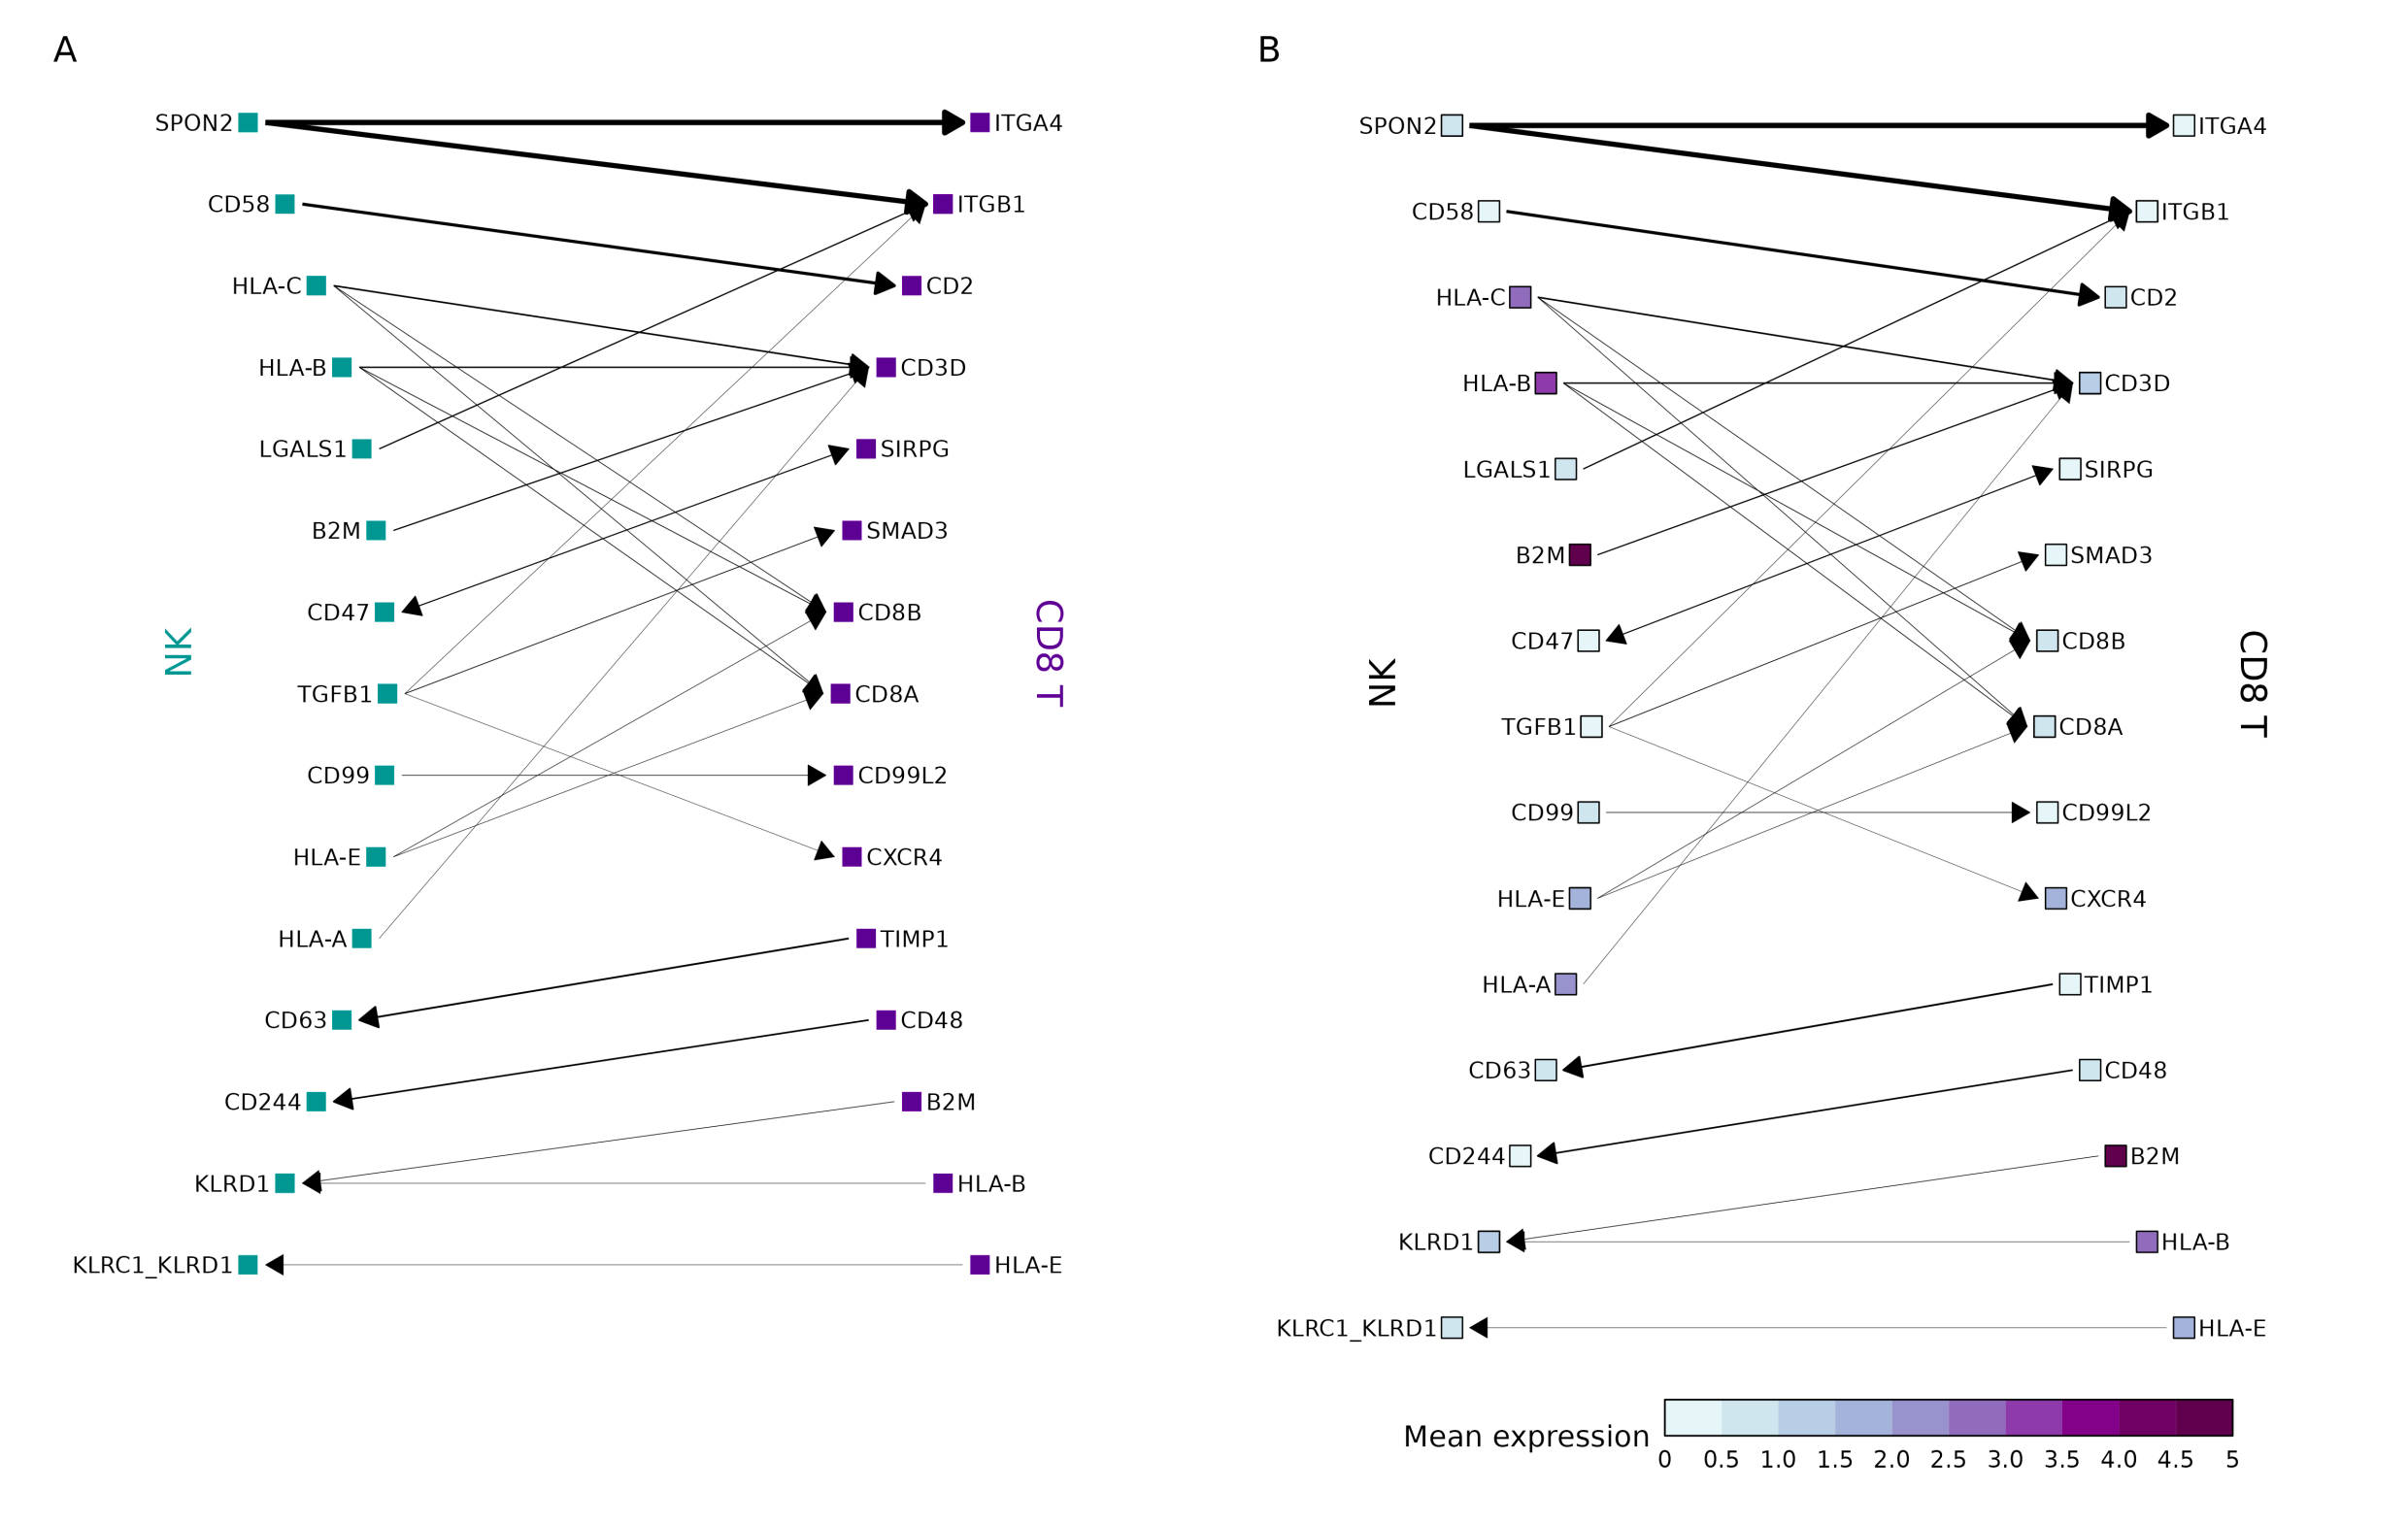 A
SPON2 ITGA4
CD58 ITGB1
HLA-C CD2
HLA-B CD3D
LGALS1 SIRPG
B2M SMAD3
CD47 CD8B
TGFB1 CD8A
CD99 CD99L2
HLA-E CXCR4
HLA-A TIMP1
CD63 CD48
CD244 B2M
KLRD1 HLA-B
KLRC1_KLRD1 HLA-E
NK
CD8 T
B
SPON2 ITGA4
CD58 ITGB1
HLA-C CD2
HLA-B CD3D
LGALS1 SIRPG
B2M SMAD3
CD47 CD8B
TGFB1 CD8A
CD99 CD99L2
HLA-E CXCR4
HLA-A TIMP1
CD63 CD48
CD244 B2M
KLRD1 HLA-B
KLRC1_KLRD1 HLA-E
NK
CD8 T
Mean expression
0 0.5 1.0 1.5 2.0 2.5 3.0 3.5 4.0 4.5 5